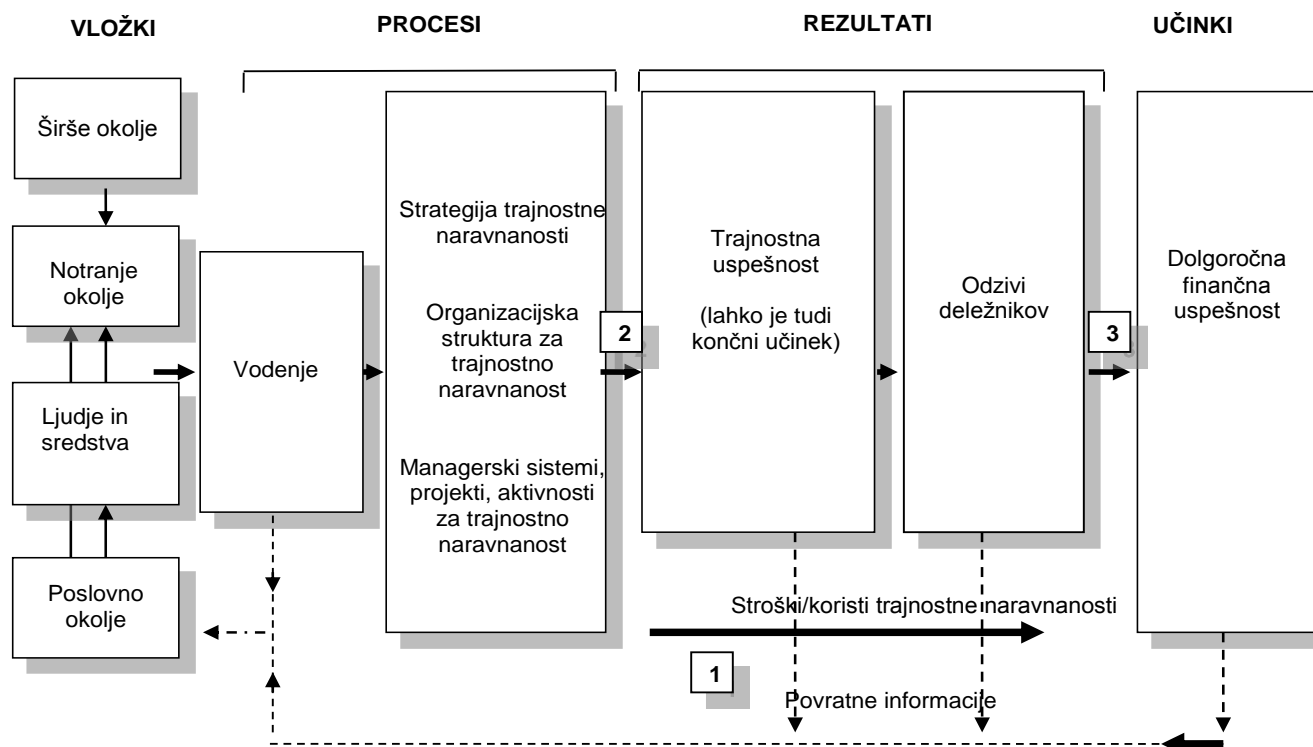 VLOŽKI
PROCESI
REZULTATI
UČINKI
Širše okolje
Notranje
okolje
Ljudje in
sredstva
Poslovno
okolje
Vodenje
Strategija trajnostne
naravnanosti
Organizacijska
struktura za
trajnostno
naravnanost
Managerski sistemi,
projekti, aktivnosti
za trajnostno
naravnanost
2
Trajnostna
uspešnost
(lahko je tudi
končni učinek)
Odzivi
deležnikov
3
Dolgoročna
finančna
uspešnost
Stroški/koristi trajnostne naravnanosti
1
Povratne informacije